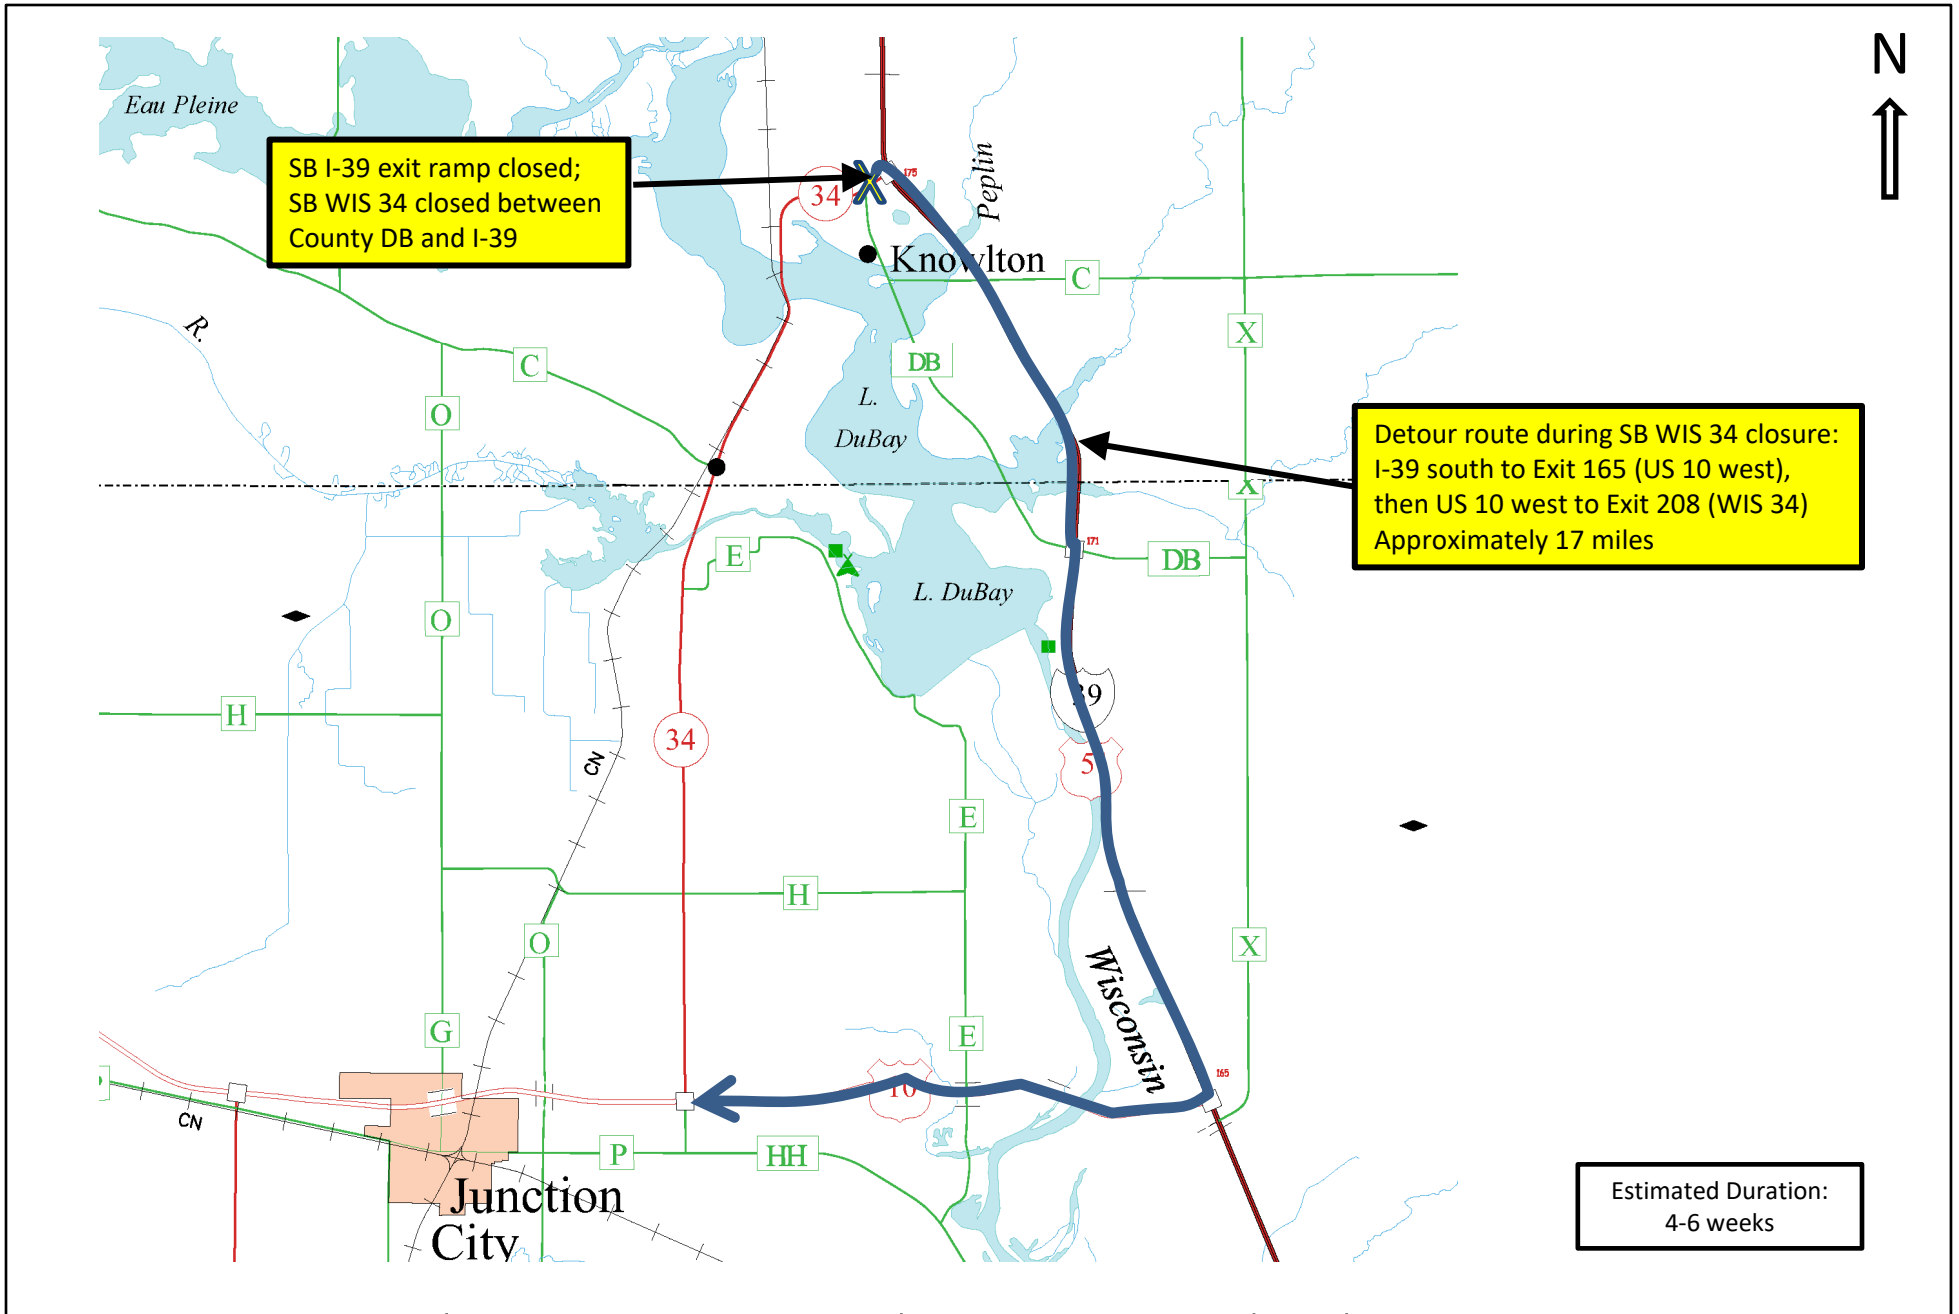 N
Eau Pleine
SB I-39 exit ramp closed;
SB WIS 34 closed between
County DB and I-39
175
34
Peplin
Knowlton
C
X
R.
C
DB
L.
DuBay
O
Detour route during SB WIS 34 closure:
I-39 south to Exit 165 (US 10 west),
then US 10 west to Exit 208 (WIS 34)
Approximately 17 miles
X
171
E
DB
L. DuBay
O
39
H
34
CN
5
E
H
O
X
Wisconsin
G
E
165
10
CN
P
HH
Junction
City
Estimated Duration:
4-6 weeks